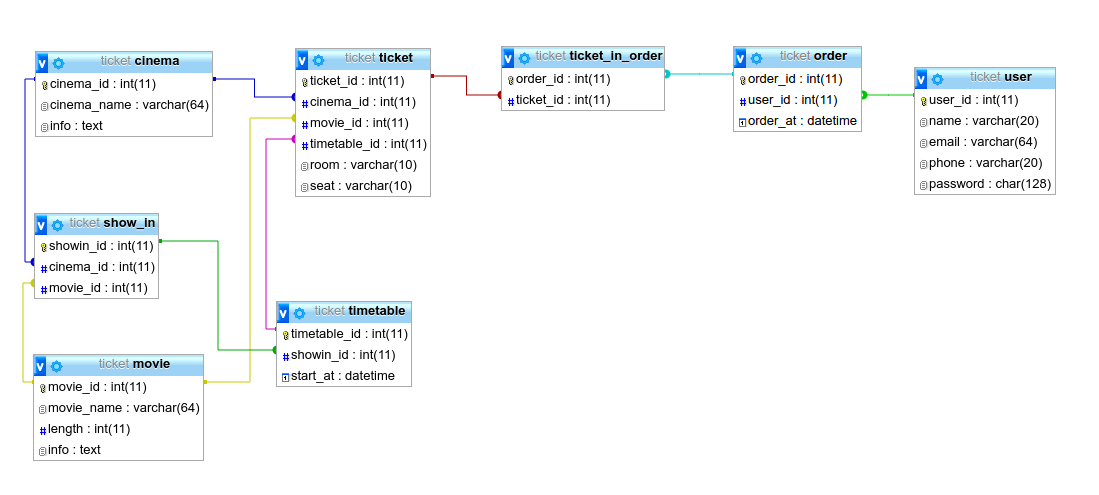 ticket cinema
cinema_id : int(11)
cinema_name : varchar(64)
info : text
ticket ticket
ticket_id : int(11)
cinema_id : int(11)
movie_id : int(11)
timetable_id : int(11)
room : varchar(10)
seat : varchar(10)
ticket ticket_in_order
order_id : int(11)
ticket_id : int(11)
ticket order
order_id : int(11)
user_id : int(11)
order_at : datetime
ticket user
user_id : int(11)
name : varchar(20)
email : varchar(64)
phone : varchar(20)
password : char(128)
ticket show_in
showin_id : int(11)
cinema_id : int(11)
movie_id : int(11)
ticket timetable
timetable_id : int(11)
showin_id : int(11)
start_at : datetime
ticket movie
movie_id : int(11)
movie_name : varchar(64)
length : int(11)
info : text